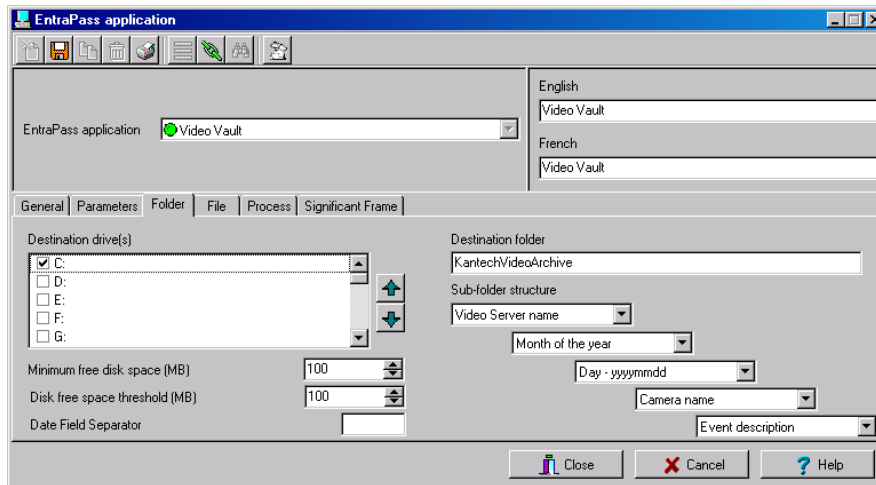 EntraPass application
English
Video Vault
EntraPass application
Video Vault
French
Video Vault
General
Parameters
Folder
File
Process
Significant Frame
Destination drive(s)
C:
D:
E:
F:
G:
Minimum free disk space (MB)
100
Disk free space threshold (MB)
100
Date Field Separator
Destination folder
KantechVideoArchive
Sub-folder structure
Video Server name
Month of the year
Day - yyyymmdd
Camera name
Event description
Close
Cancel
? Help